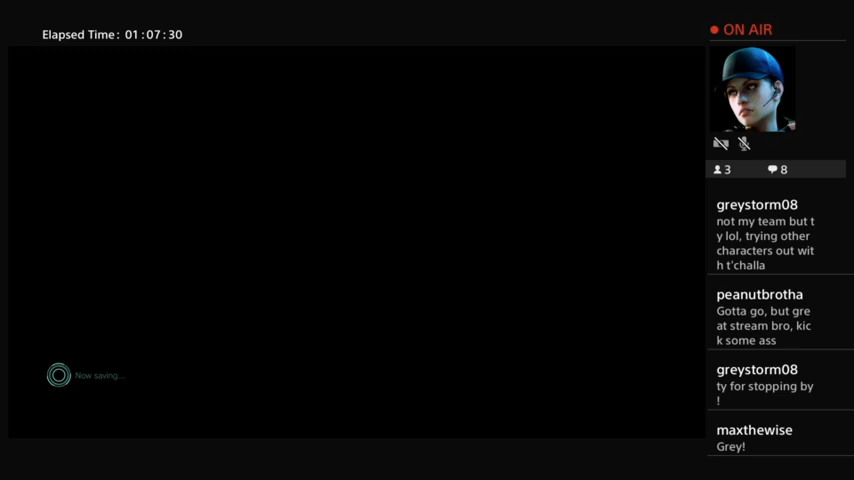 Elapsed Time: 01:07:30
ON AIR
3 8
greystorm08
not my team but t
y lol, trying other
characters out wit
h t'challa
peanutbrotha
Gotta go, but gre
at stream bro, kic
k some ass
greystorm08
ty for stopping by
!
maxthewise
Grey!
Now saving...